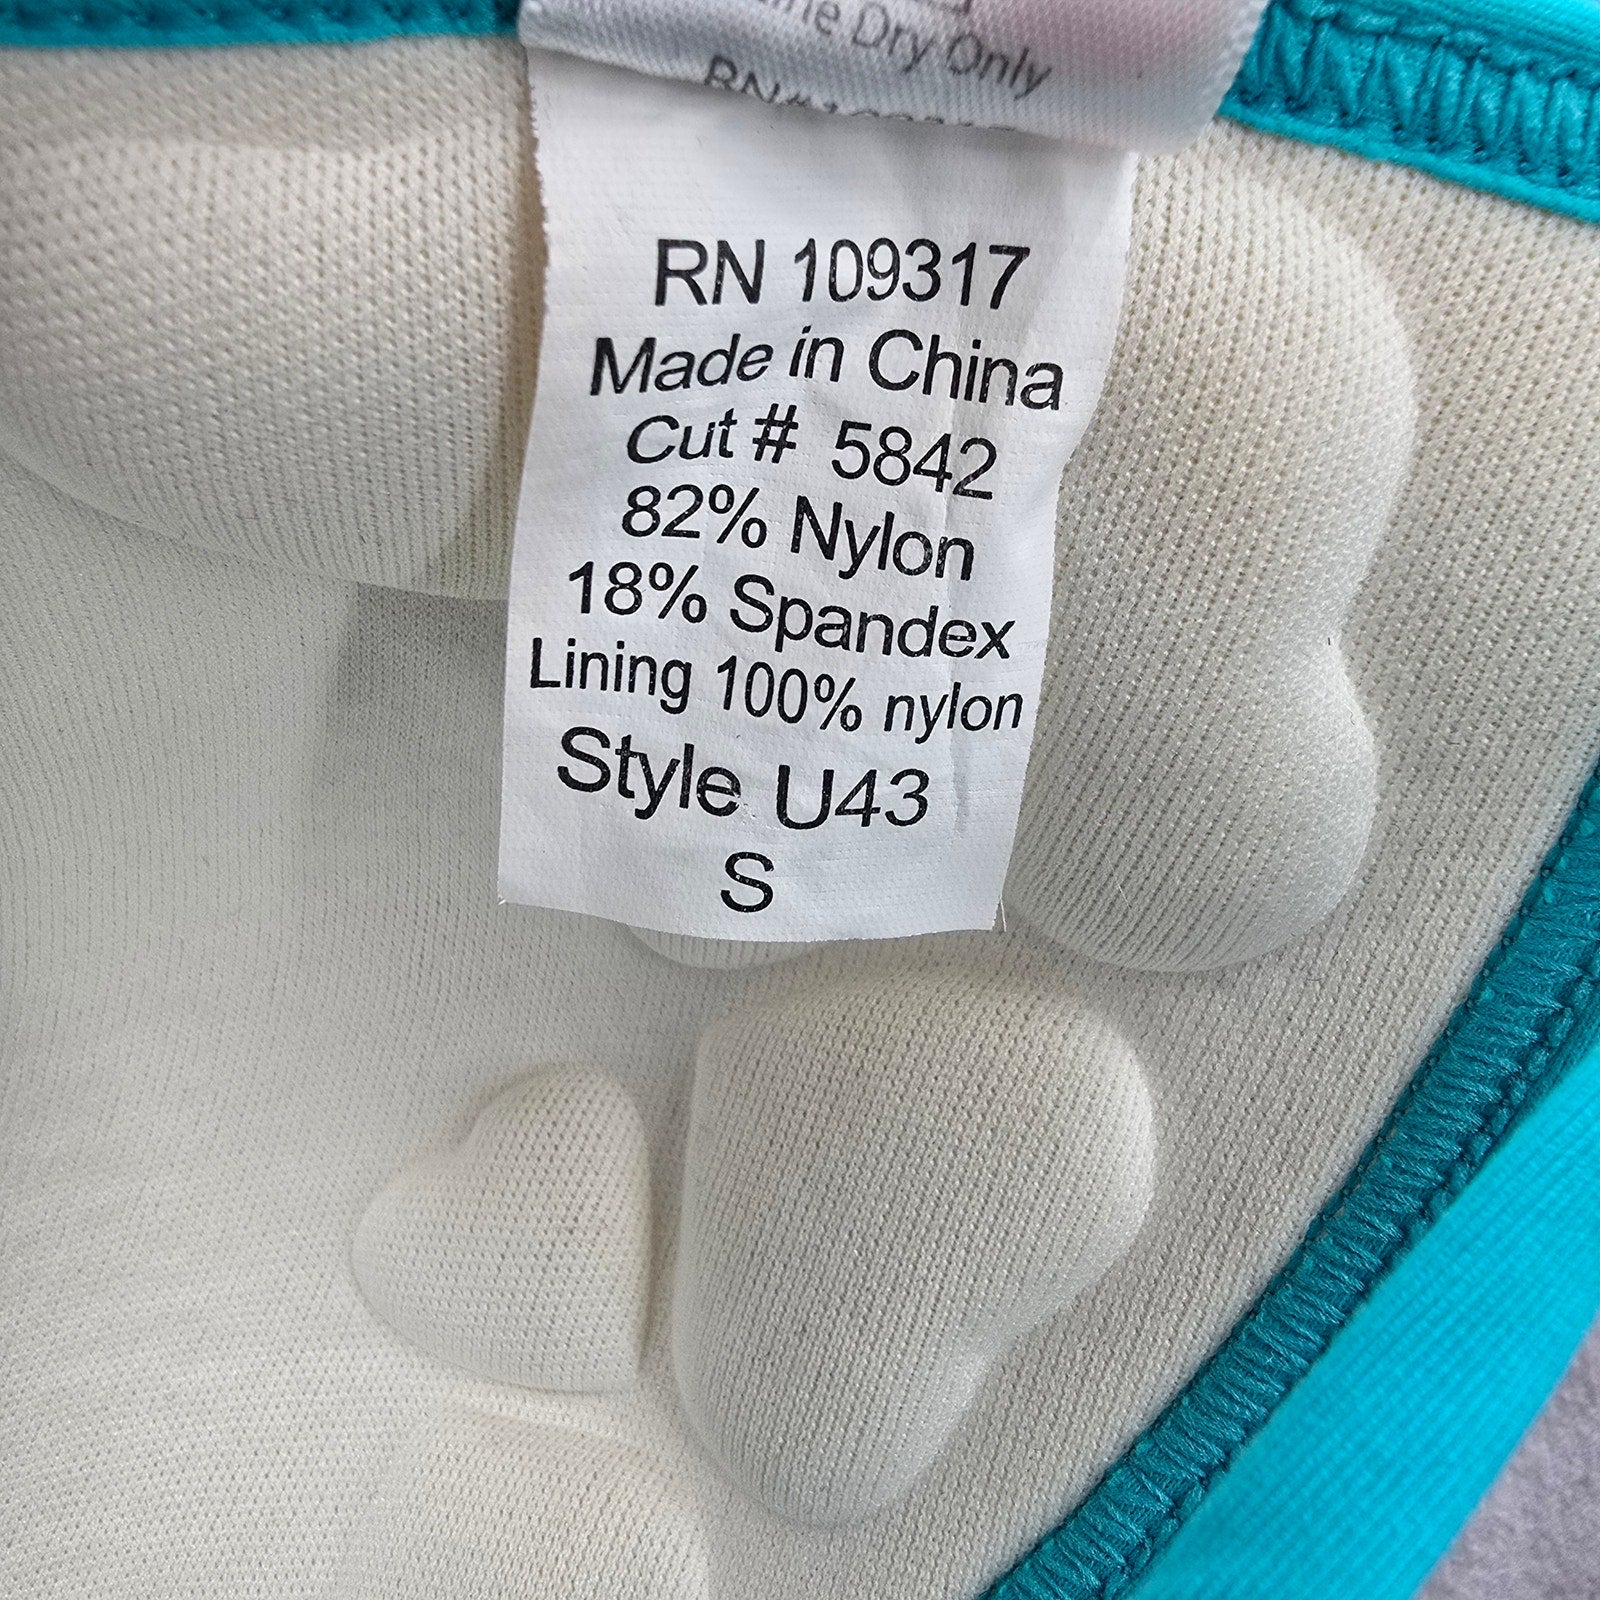 Dry Only
RN 109317
Made in China
Cut # 5842
82% Nylon
18% Spandex
Lining 100% nylon
Style U43
S